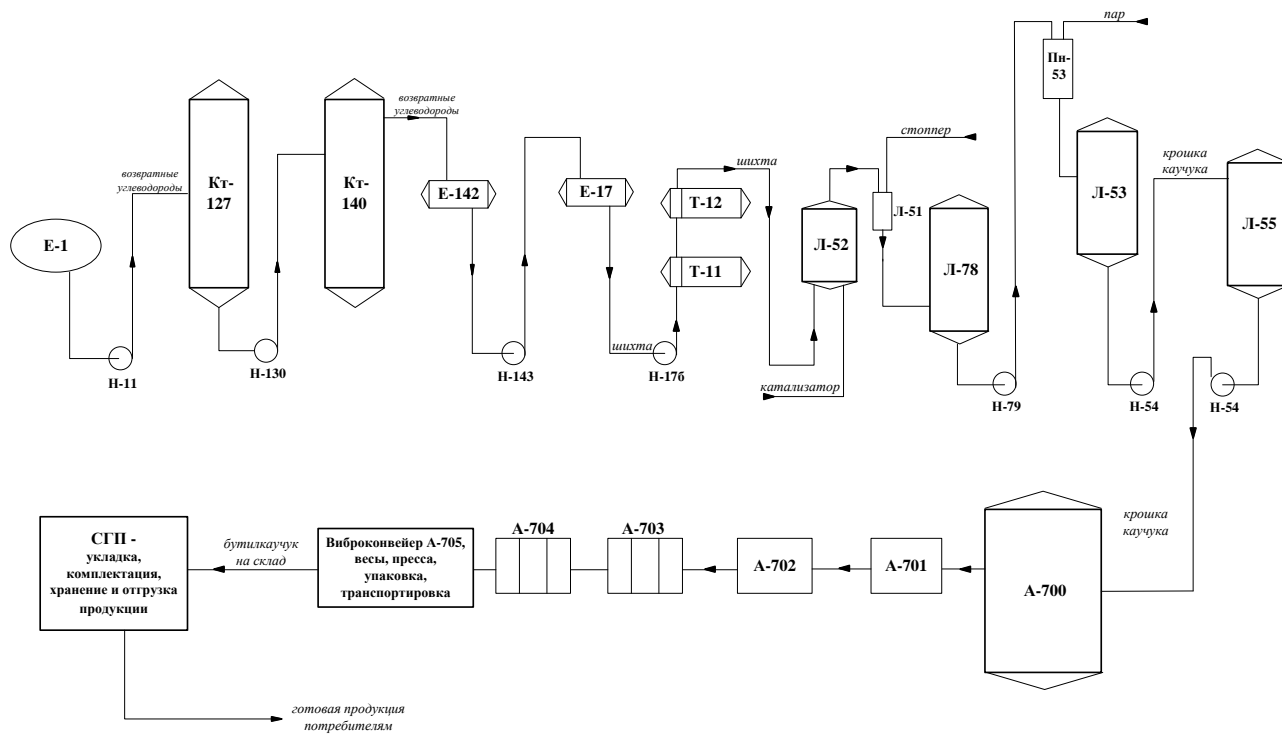 пар
Пн-
53
стоппер
возвратные
углеводороды
возвратные
углеводороды
шихта
крошка
каучука
Кт-
127
Кт-
140
Е-142
Е-17
Т-12
Л-51
Л-53
Л-55
Е-1
Л-52
Т-11
Л-78
шихта
Н-11
Н-130
Н-143
Н-17б
катализатор
Н-79
Н-54
Н-54
СГП -
укладка,
комплектация,
хранение и отгрузка
продукции
бутилкаучук
на склад
Виброконвейер А-705,
весы, пресса,
упаковка,
транспортировка
А-704
А-703
А-702
А-701
А-700
крошка
каучука
готовая продукция
потребителям